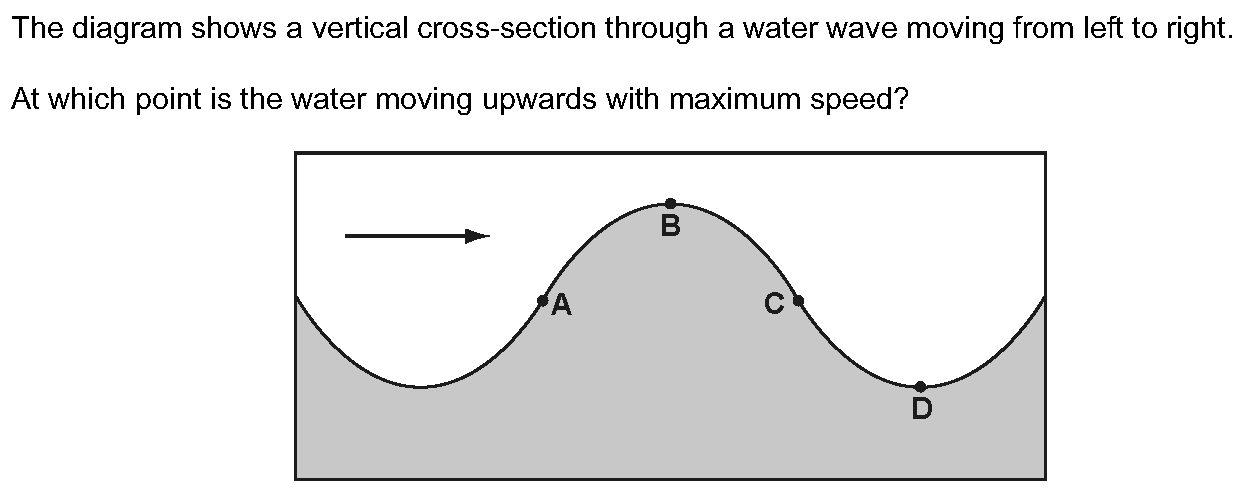 The diagram shows a vertical cross-section through a water wave moving from left to right.
At which point is the water moving upwards with maximum speed?
B
A
C
D